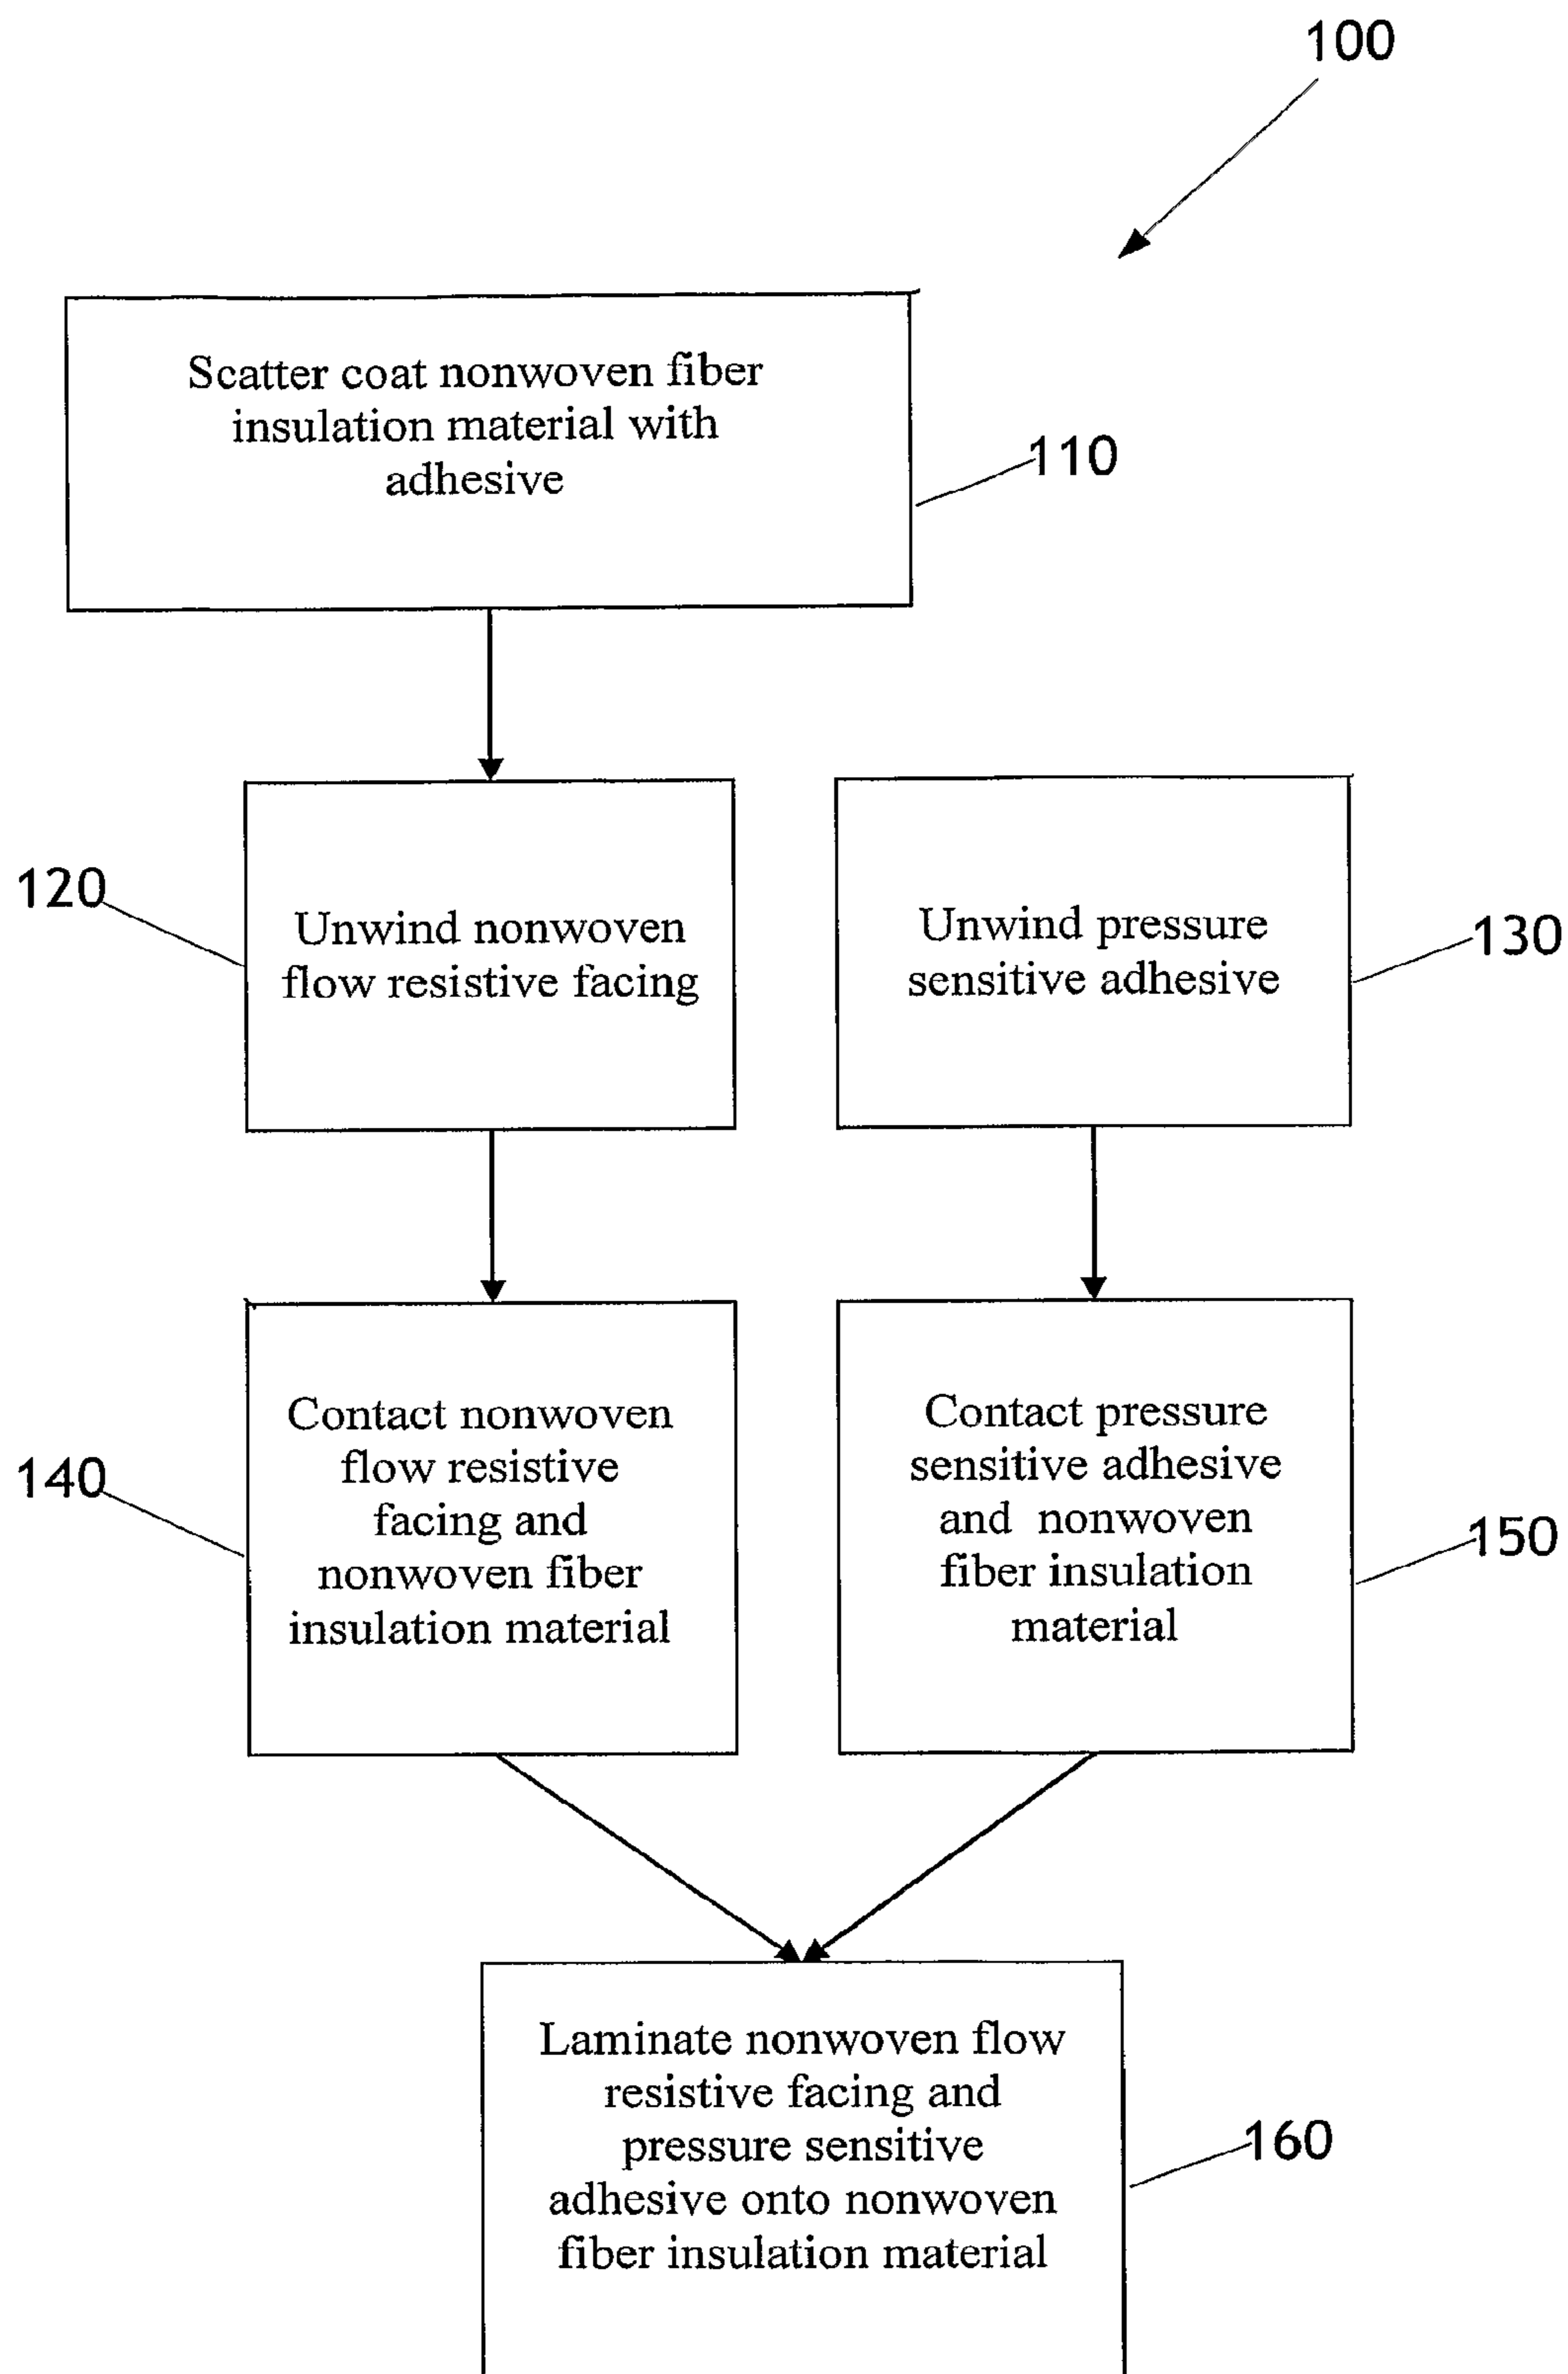 100
Scatter coat nonwoven fiber
insulation material with
adhesive
110
120
Unwind nonwoven
flow resistive facing
Unwind pressure
sensitive adhesive
130
140
Contact nonwoven
flow resistive
facing and
nonwoven fiber
insulation material
Contact pressure
sensitive adhesive
and nonwoven
fiber insulation
material
150
Laminate nonwoven flow
resistive facing and
pressure sensitive
adhesive onto nonwoven
fiber insulation material
160